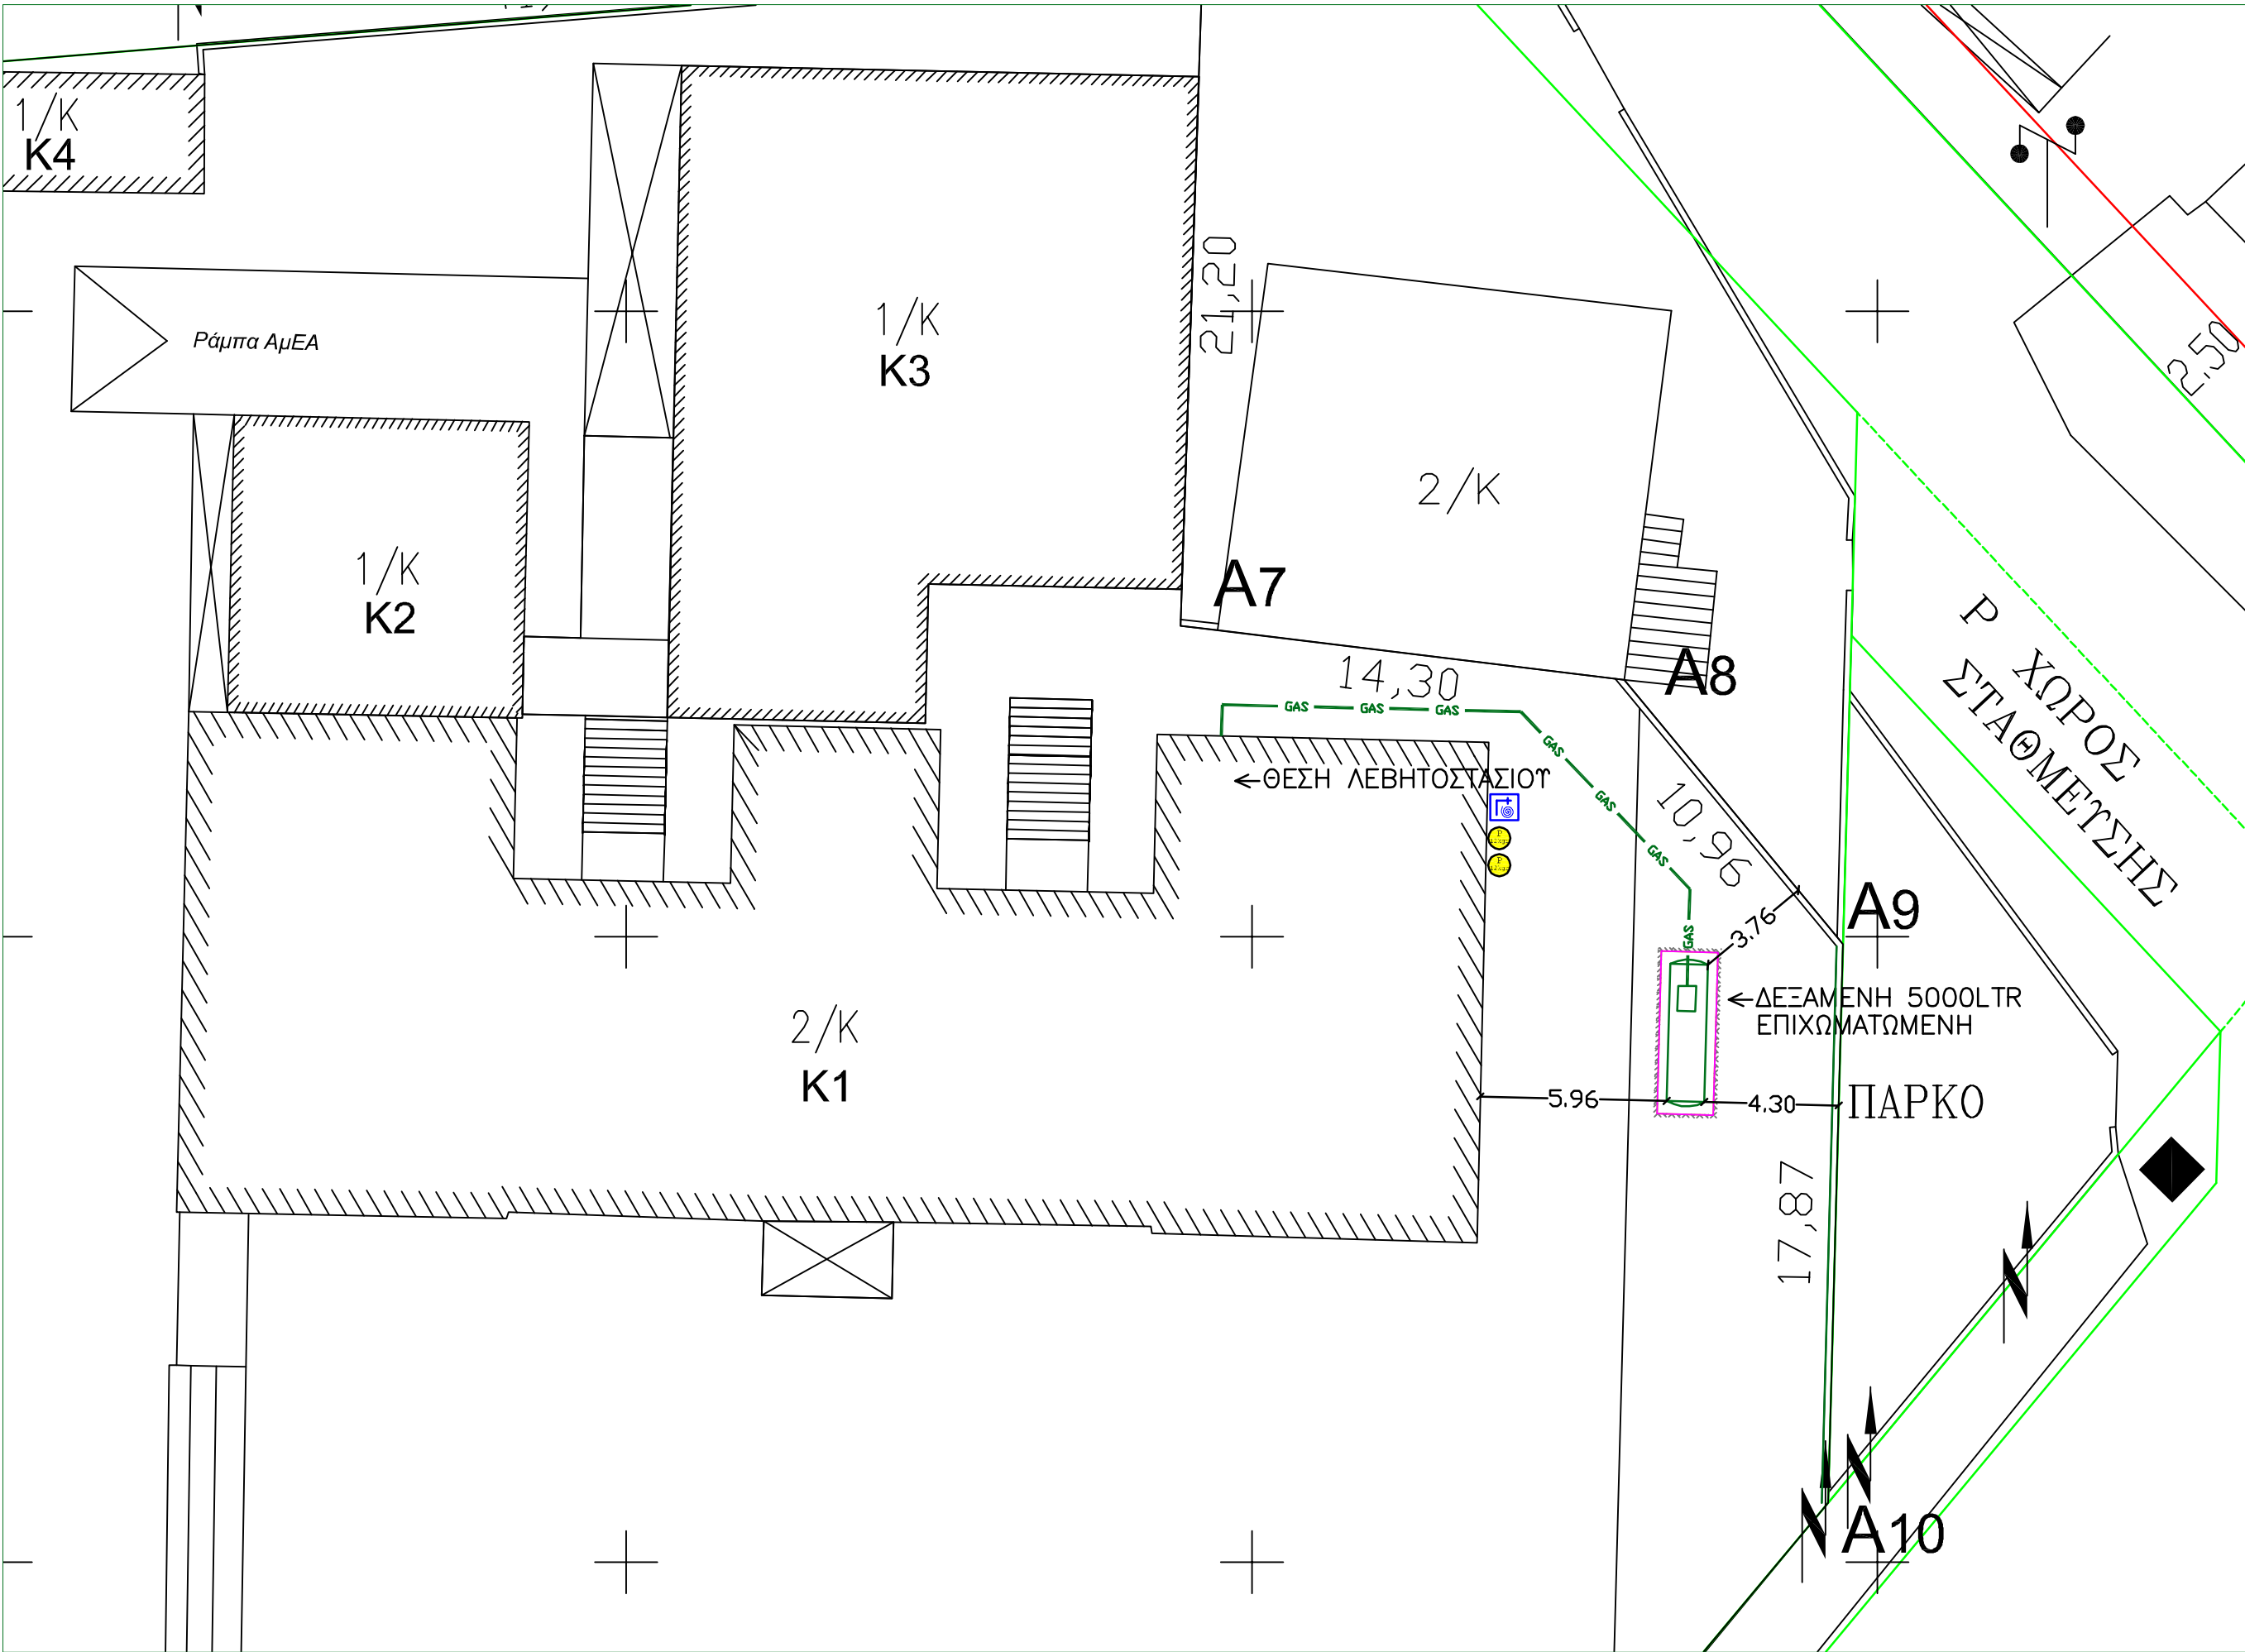 1/K
K4
Ράμπα ΑμΕΑ
1/K
K3
21,20
2/K
2,50
1/K
K2
A7
14,30
A8
GAS GAS GAS
GAS
GAS
GAS
GAS
←ΘΕΣΗ ΛΕΒΗΤΟΣΤΑΣΙΟΥ
P
P
10,96
Ρ ΧΩΡΟΣ
ΣΤΑΘΜΕΥΣΗΣ
A9
3.76
←ΔΕΞΑΜΕΝΗ 5000LTR
ΕΠΙΧΩΜΑΤΩΜΕΝΗ
2/K
K1
5.96
4.30
ΠΑΡΚΟ
17,87
A10